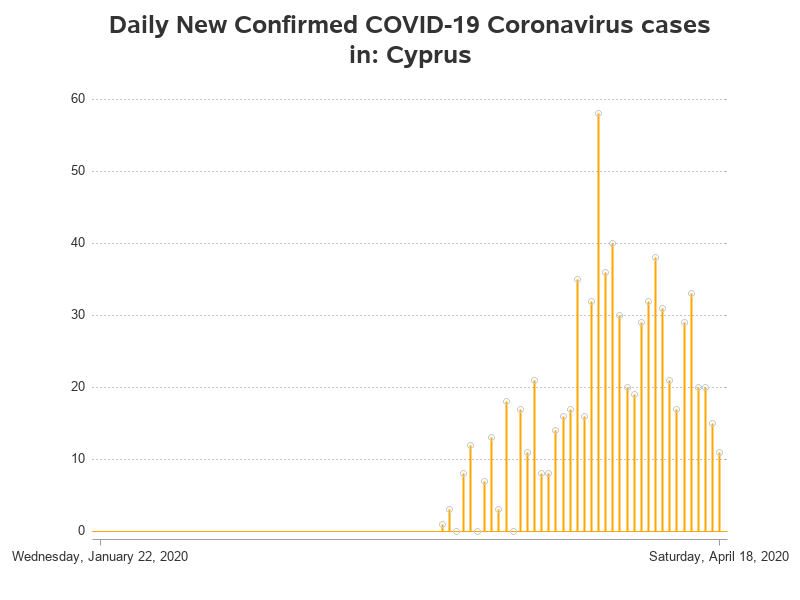 Daily New Confirmed COVID-19 Coronavirus cases
in: Cyprus
60
50
40
30
20
10
0
Wednesday, January 22, 2020
Saturday, April 18, 2020